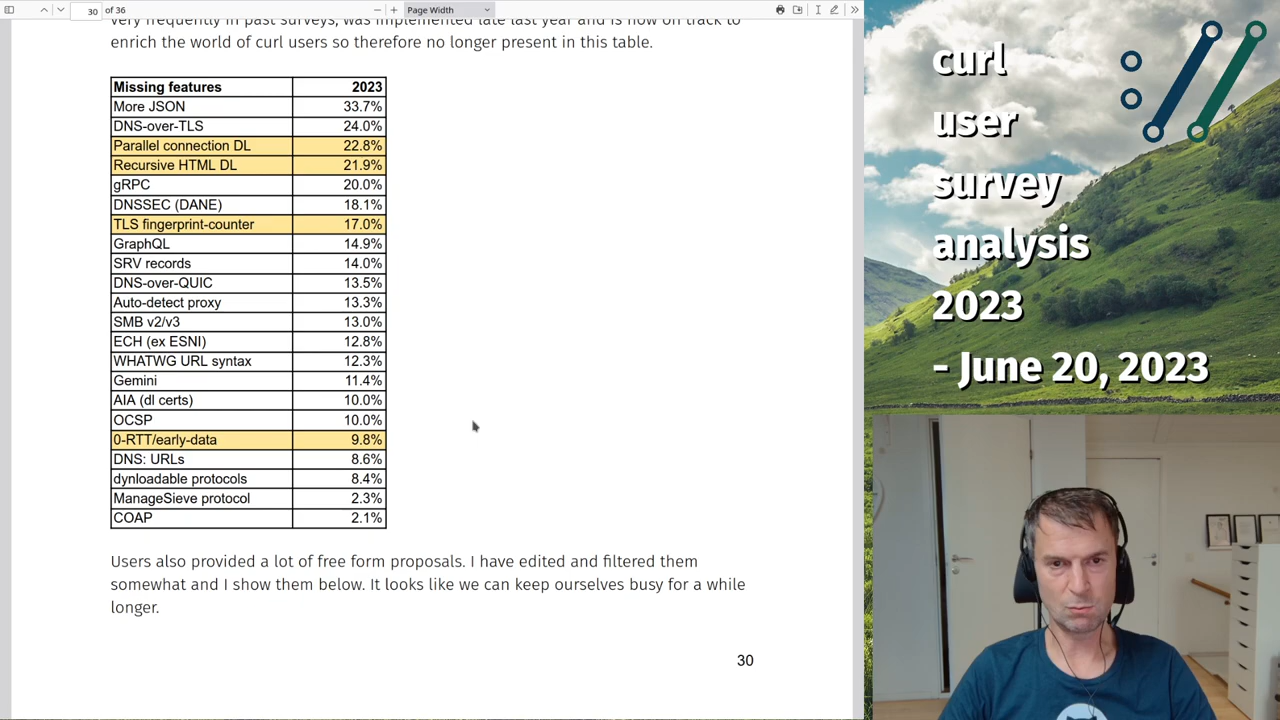 30
of 36
Page Width
very frequently in past surveys, was implemented late last year and is now on track to
enrich the world of curl users so therefore no longer present in this table.
Missing features 2023
More JSON 33.7%
DNS-over-TLS 24.0%
Parallel connection DL 22.8%
Recursive HTML DL 21.9%
gRPC 20.0%
DNSSEC (DANE) 18.1%
TLS fingerprint-counter 17.0%
GraphQL 14.9%
SRV records 14.0%
DNS-over-QUIC 13.5%
Auto-detect proxy 13.3%
SMB v2/v3 13.0%
ECH (ex ESNI) 12.8%
WHATWG URL syntax 12.3%
Gemini 11.4%
AIA (dl certs) 10.0%
OCSP 10.0%
0-RTT/early-data 9.8%
DNS: URLs 8.6%
dynloadable protocols 8.4%
ManageSieve protocol 2.3%
COAP 2.1%
Users also provided a lot of free form proposals. I have edited and filtered them
somewhat and I show them below. It looks like we can keep ourselves busy for a while
longer.
30
curl
user
survey
analysis
2023
- June 20, 2023